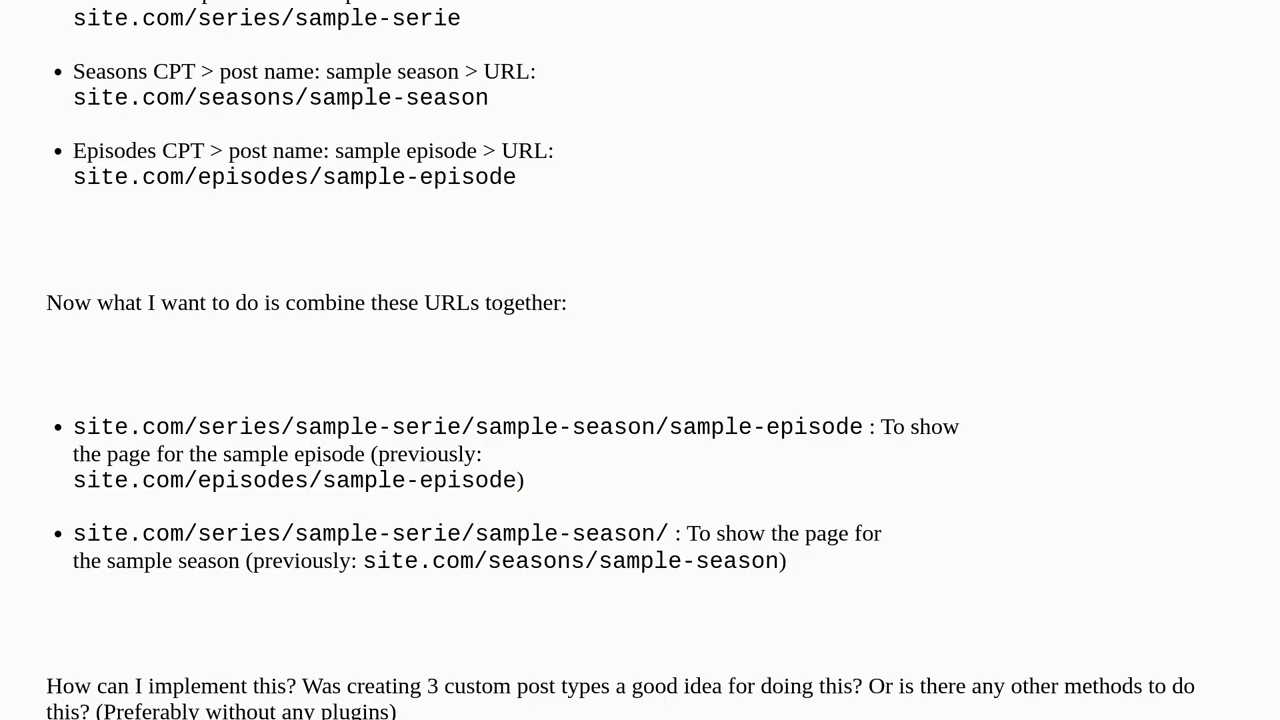 site.com/series/sample-serie
• Seasons CPT > post name: sample season > URL:
site.com/seasons/sample-season
• Episodes CPT > post name: sample episode > URL:
site.com/episodes/sample-episode
Now what I want to do is combine these URLs together:
• site.com/series/sample-serie/sample-season/sample-episode : To show
the page for the sample episode (previously:
site.com/episodes/sample-episode)
• site.com/series/sample-serie/sample-season/ : To show the page for
the sample season (previously: site.com/seasons/sample-season)
How can I implement this? Was creating 3 custom post types a good idea for doing this? Or is there any other methods to do
this? (Preferably without any plugins)